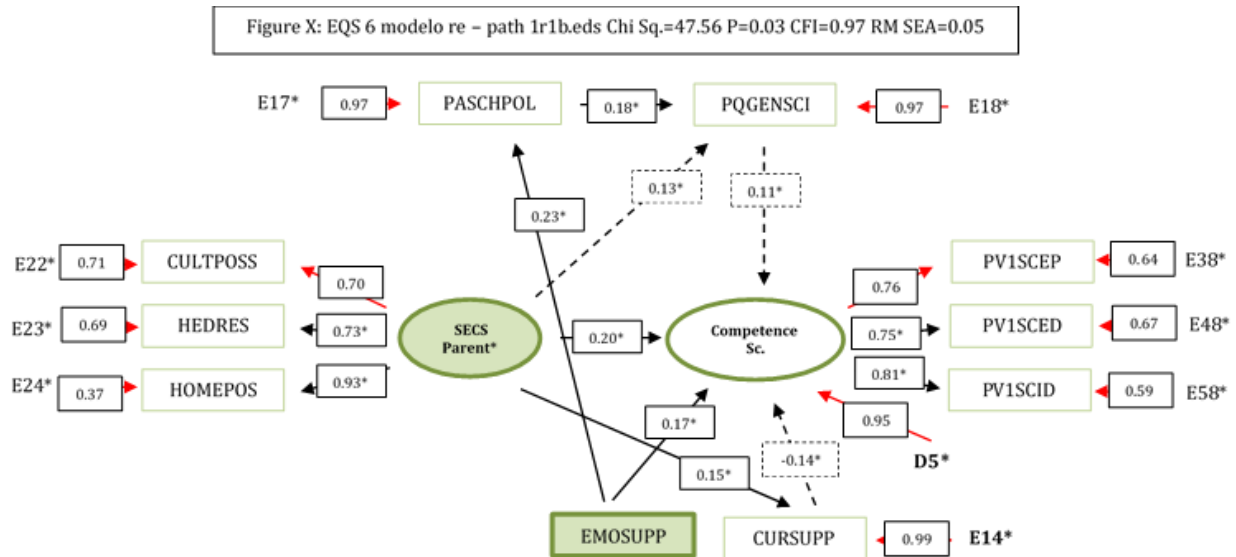 Figure X: EQS 6 modelo re – path 1r1b.eds Chi Sq.=47.56 P=0.03 CFI=0.97 RM SEA=0.05
E17* 0.97 PASCHPOL 0.18* PQGENSCI 0.97 E18*
0.13* 0.11*
0.23*
E22* 0.71 CULTPOSS 0.70 0.76 PV1SCEP 0.64 E38*
E23* 0.69 HEDRES 0.73* SECS 0.20* Competence 0.75* PV1SCED 0.67 E48*
Parent* Sc.
E24* 0.37 HOMEPOS 0.93* 0.81* PV1SCID 0.59 E58*
0.17* 0.95
-0.14* D5*
0.15*
EMOSUPP CURSUPP 0.99 E14*